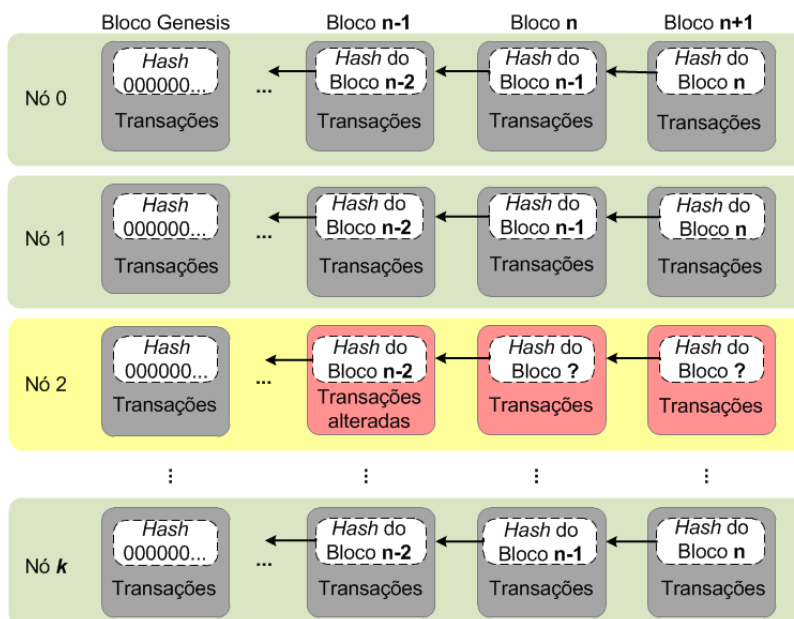 Bloco Genesis Bloco n-1 Bloco n Bloco n+1
Nó 0
Hash
000000...
Transações
...
Hash do
Bloco n-2
Transações
Hash do
Bloco n-1
Transações
Hash do
Bloco n
Transações
Nó 1
Hash
000000...
Transações
...
Hash do
Bloco n-2
Transações
Hash do
Bloco n-1
Transações
Hash do
Bloco n
Transações
Nó 2
Hash
000000...
Transações
...
Hash do
Bloco n-2
Transações
alteradas
Hash do
Bloco ?
Transações
Hash do
Bloco ?
Transações
⋮ ⋮ ⋮ ⋮ ⋮
Nó k
Hash
000000...
Transações
...
Hash do
Bloco n-2
Transações
Hash do
Bloco n-1
Transações
Hash do
Bloco n
Transações